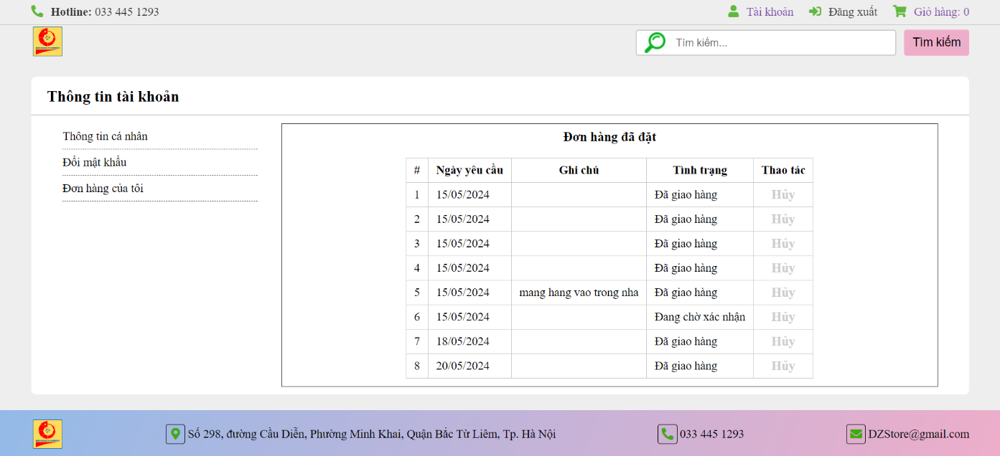 Hotline: 033 445 1293 Tài khoản Đăng xuất Giỏ hàng: 0
Tìm kiếm... Tìm kiếm
Thông tin tài khoản
Thông tin cá nhân
Đổi mật khẩu
Đơn hàng của tôi
Đơn hàng đã đặt
# Ngày yêu cầu Ghi chú Tình trạng Thao tác
1 15/05/2024 Đã giao hàng Hủy
2 15/05/2024 Đã giao hàng Hủy
3 15/05/2024 Đã giao hàng Hủy
4 15/05/2024 Đã giao hàng Hủy
5 15/05/2024 mang hang vao trong nha Đã giao hàng Hủy
6 15/05/2024 Đang chờ xác nhận Hủy
7 18/05/2024 Đã giao hàng Hủy
8 20/05/2024 Đã giao hàng Hủy
Số 298, đường Cầu Diễn, Phường Minh Khai, Quận Bắc Từ Liêm, Tp. Hà Nội 033 445 1293 DZStore@gmail.com